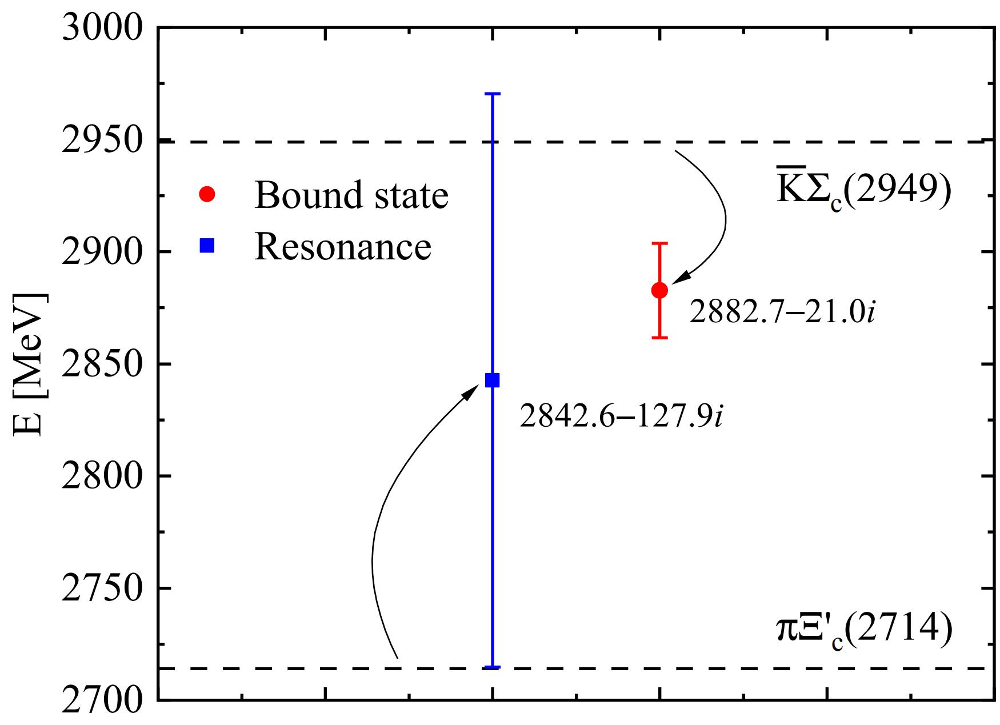 3000
2950
2900
2850
2800
2750
2700
E [MeV]
Bound state
Resonance
K̅Σc(2949)
2882.7–21.0i
2842.6–127.9i
πΞ'c(2714)